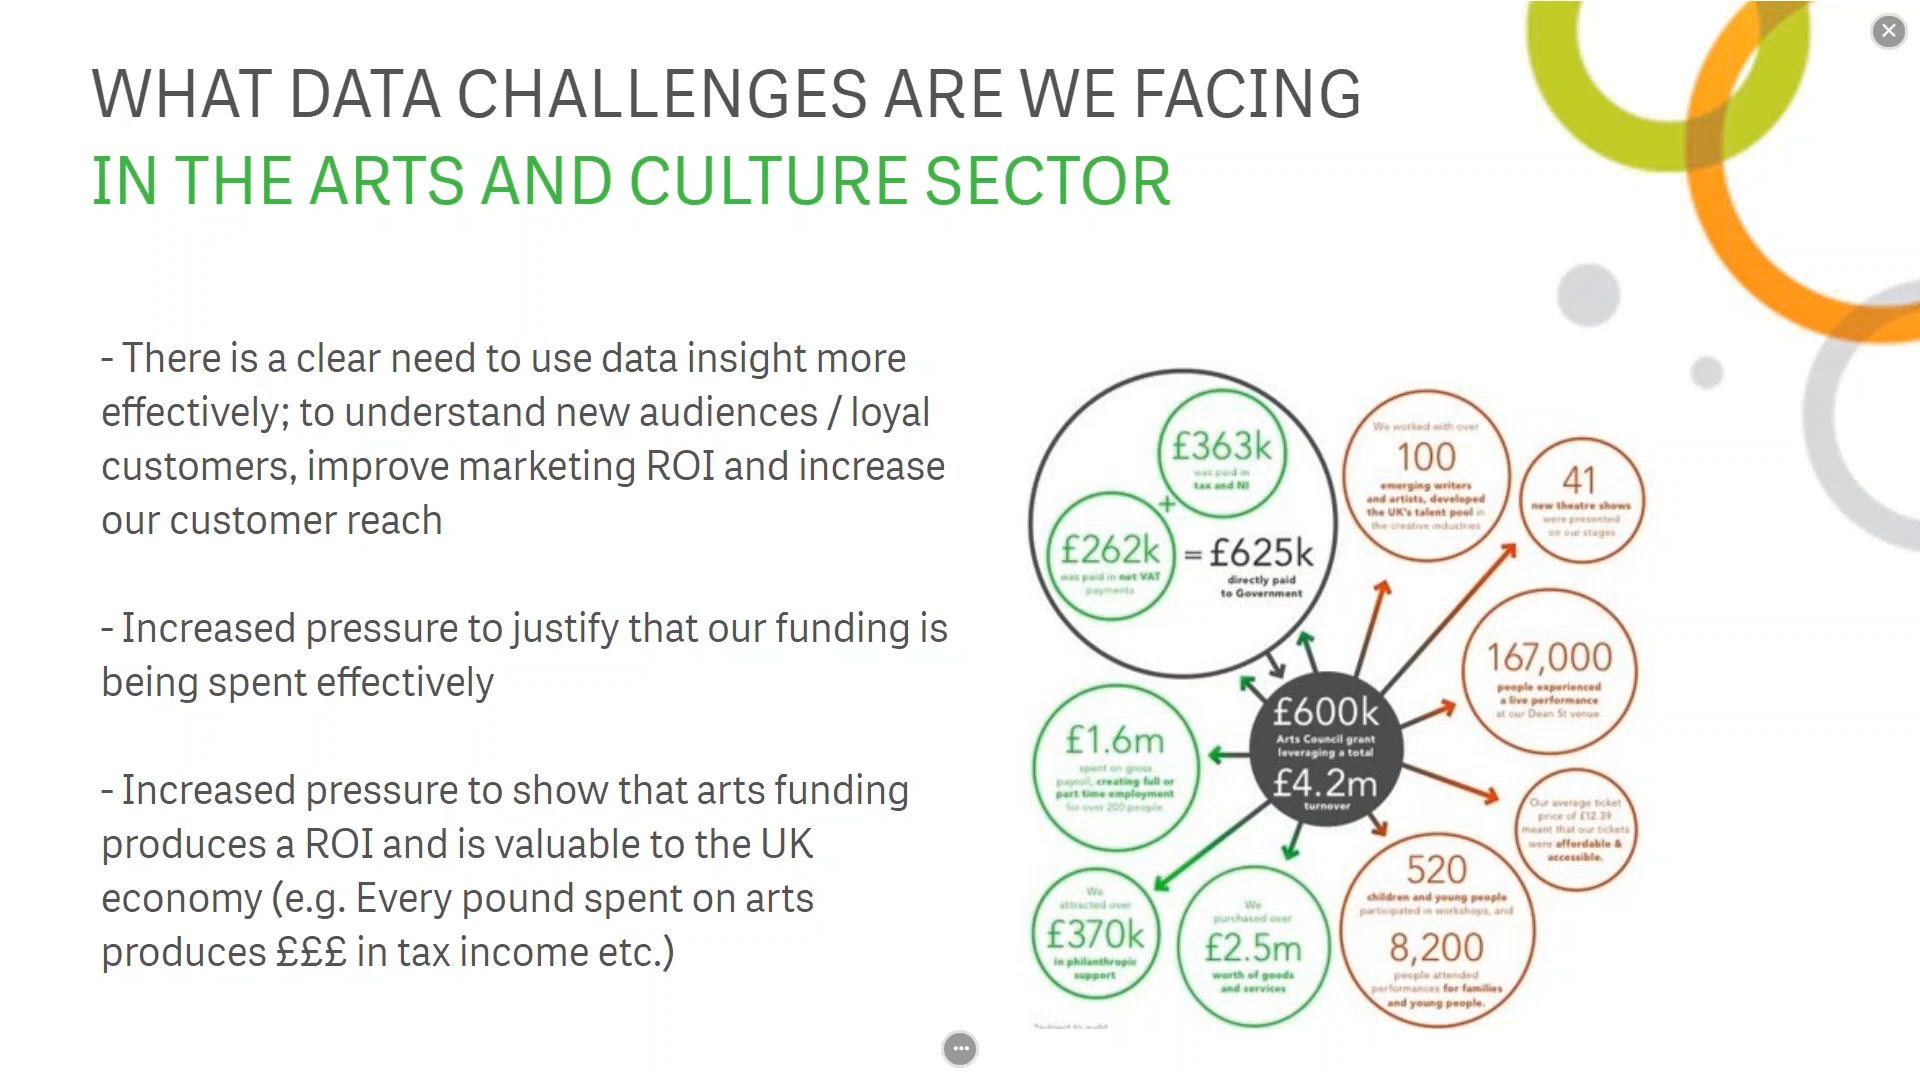 WHAT DATA CHALLENGES ARE WE FACING
IN THE ARTS AND CULTURE SECTOR
- There is a clear need to use data insight more
effectively; to understand new audiences / loyal
customers, improve marketing ROI and increase
our customer reach
- Increased pressure to justify that our funding is
being spent effectively
- Increased pressure to show that arts funding
produces a ROI and is valuable to the UK
economy (e.g. Every pound spent on arts
produces £££ in tax income etc.)
£363k
was paid in
tax and NI
+
£262k
was paid in net VAT
payments
= £625k
directly paid
to Government
We worked with over
100
emerging writers
and artists, developed
the UK's talent pool in
the creative industries
41
new theatre shows
were presented
on our stages
167,000
people experienced
a live performance
at our Dean St venue.
£600k
Arts Council grant
leveraging a total
£4.2m
turnover
£1.6m
spent on gross
payroll, creating full or
part time employment
for over 200 people.
Our average ticket
price of £12.39
meant that our tickets
were affordable &
accessible.
We
attracted over
£370k
in philanthropic
support
We
purchased over
£2.5m
worth of goods
and services
520
children and young people
participated in workshops, and
8,200
people attended
performances for families
and young people.
*subject to audit